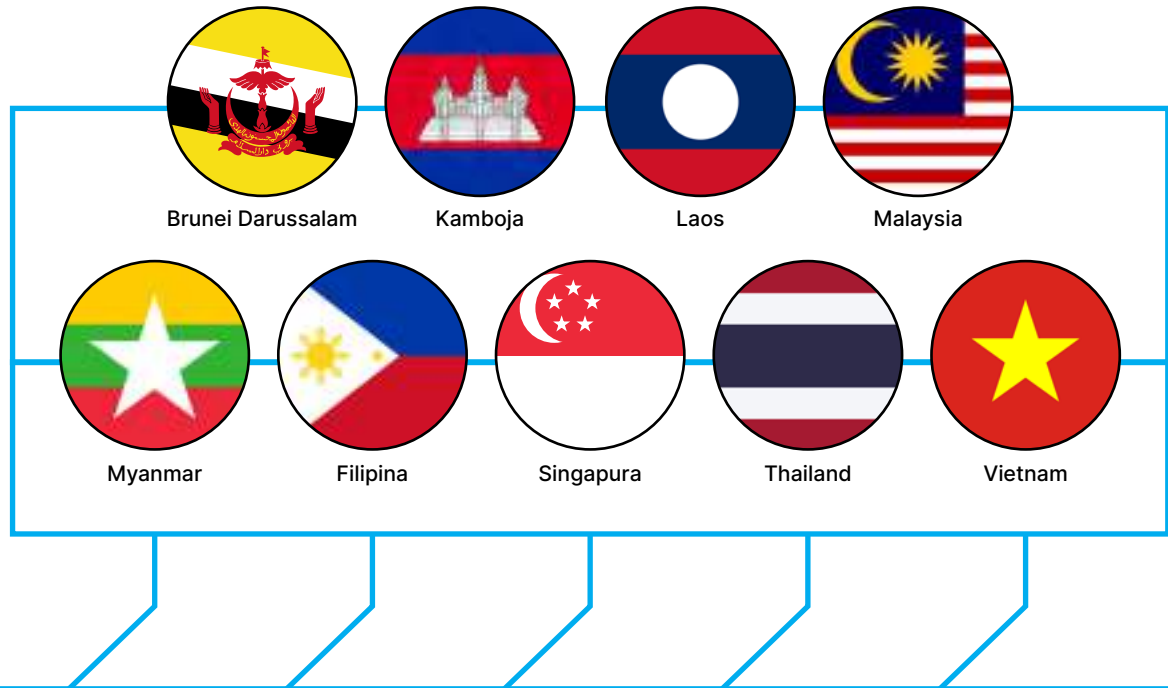 Brunei Darussalam
Kamboja
Laos
Malaysia
Myanmar
Filipina
Singapura
Thailand
Vietnam